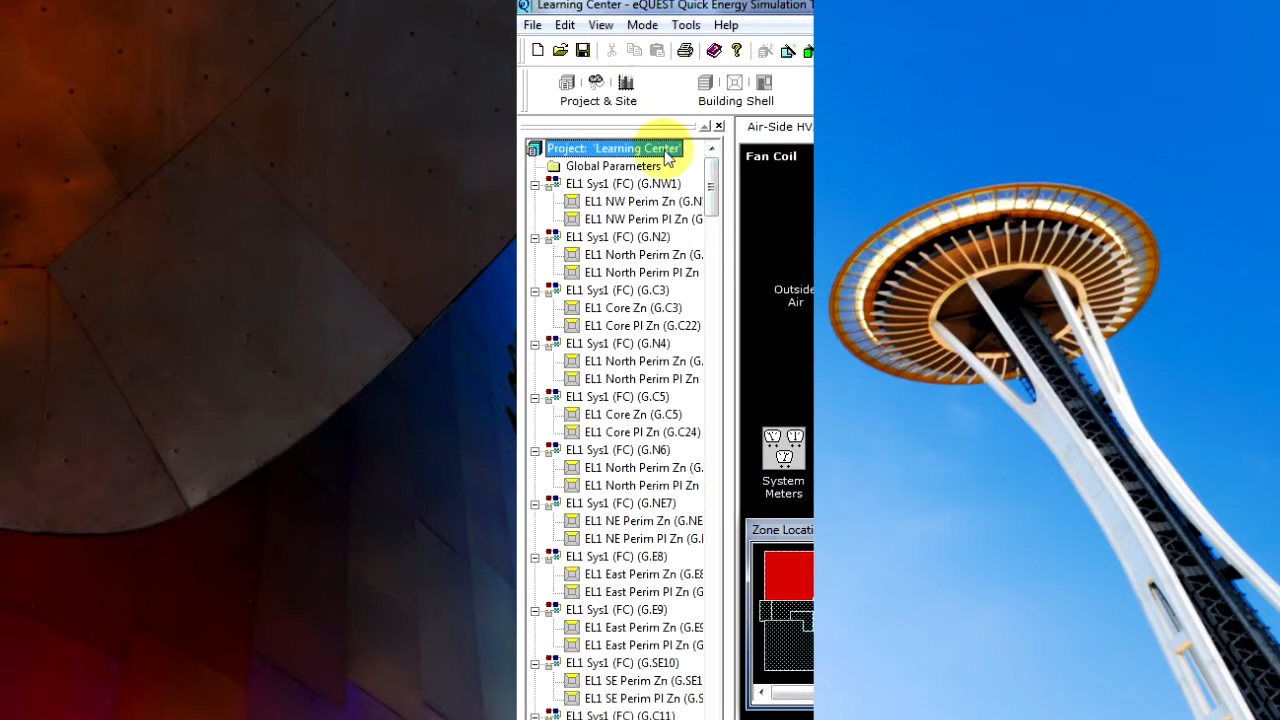 Learning Center - eQUEST Quick Energy Simulation
File Edit View Mode Tools Help
Project & Site
Building Shell
Air-Side
Project: 'Learning Center'
Global Parameters
EL1 Sys1 (FC) (G.NW1)
EL1 NW Perim Zn
EL1 NW Perim Pl Zn
EL1 Sys1 (FC) (G.N2)
EL1 North Perim Zn
EL1 North Perim Pl Zn
EL1 Sys1 (FC) (G.C3)
EL1 Core Zn (G.C3)
EL1 Core Pl Zn (G.C22)
EL1 Sys1 (FC) (G.N4)
EL1 North Perim Zn
EL1 North Perim Pl Zn
EL1 Sys1 (FC) (G.C5)
EL1 Core Zn (G.C5)
EL1 Core Pl Zn (G.C24)
EL1 Sys1 (FC) (G.N6)
EL1 North Perim Zn
EL1 North Perim Pl Zn
EL1 Sys1 (FC) (G.NE7)
EL1 NE Perim Zn
EL1 NE Perim Pl Zn
EL1 Sys1 (FC) (G.E8)
EL1 East Perim Zn
EL1 East Perim Pl Zn
EL1 Sys1 (FC) (G.E9)
EL1 East Perim Zn
EL1 East Perim Pl Zn
EL1 Sys1 (FC) (G.SE10)
EL1 SE Perim Zn
EL1 SE Perim Pl Zn
EL1 Sys1 (FC) (G.C11)
Fan Coil
Outside
Air
System
Meters
Zone